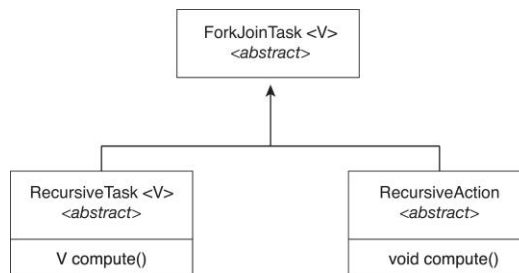 ForkJoinTask <V>
<abstract>
RecursiveTask <V>
<abstract>
V compute()
RecursiveAction
<abstract>
void compute()